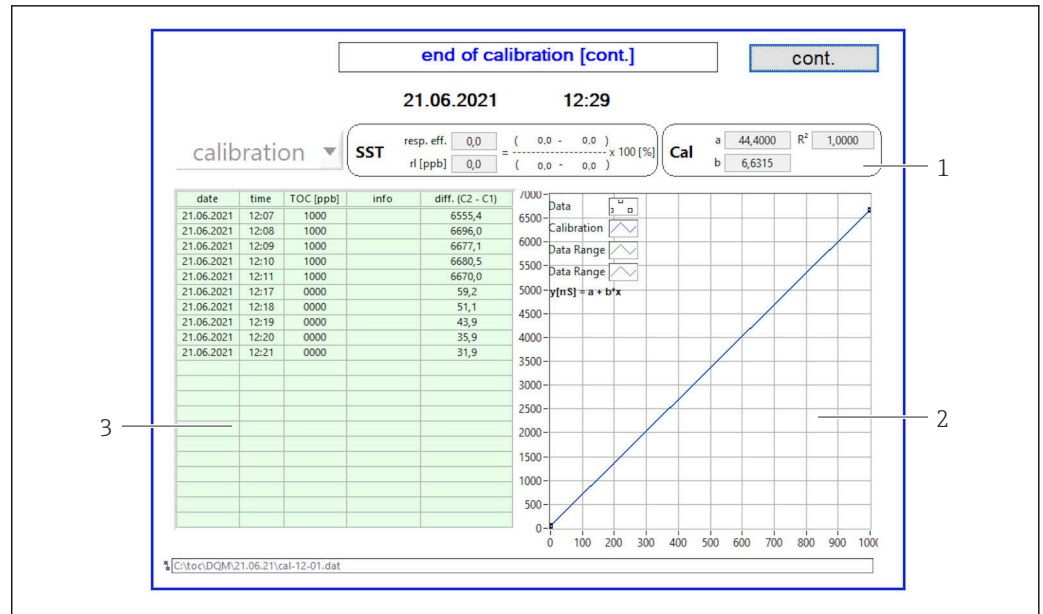 end of calibration [cont.]
cont.
21.06.2021 12:29
calibration
SST
resp. eff. 0,0 = ( 0,0 - 0,0 ) x 100 [%]
rl [ppb] 0,0 ( 0,0 - 0,0 )
Cal
a 44,4000 R² 1,0000
b 6,6315
1
date time TOC [ppb] info diff. (C2 - C1)
21.06.2021 12:07 1000 6555,4
21.06.2021 12:08 1000 6696,0
21.06.2021 12:09 1000 6677,1
21.06.2021 12:10 1000 6680,5
21.06.2021 12:11 1000 6670,0
21.06.2021 12:17 0000 59,2
21.06.2021 12:18 0000 51,1
21.06.2021 12:19 0000 43,9
21.06.2021 12:20 0000 35,9
21.06.2021 12:21 0000 31,9
3
Data
Calibration
Data Range
Data Range
y[nS] = a + b*x
7000
6500
6000
5500
5000
4500
4000
3500
3000
2500
2000
1500
1000
500
0
0 100 200 300 400 500 600 700 800 900 1000
2
C:\toc\DQM\21.06.21\cal-12-01.dat